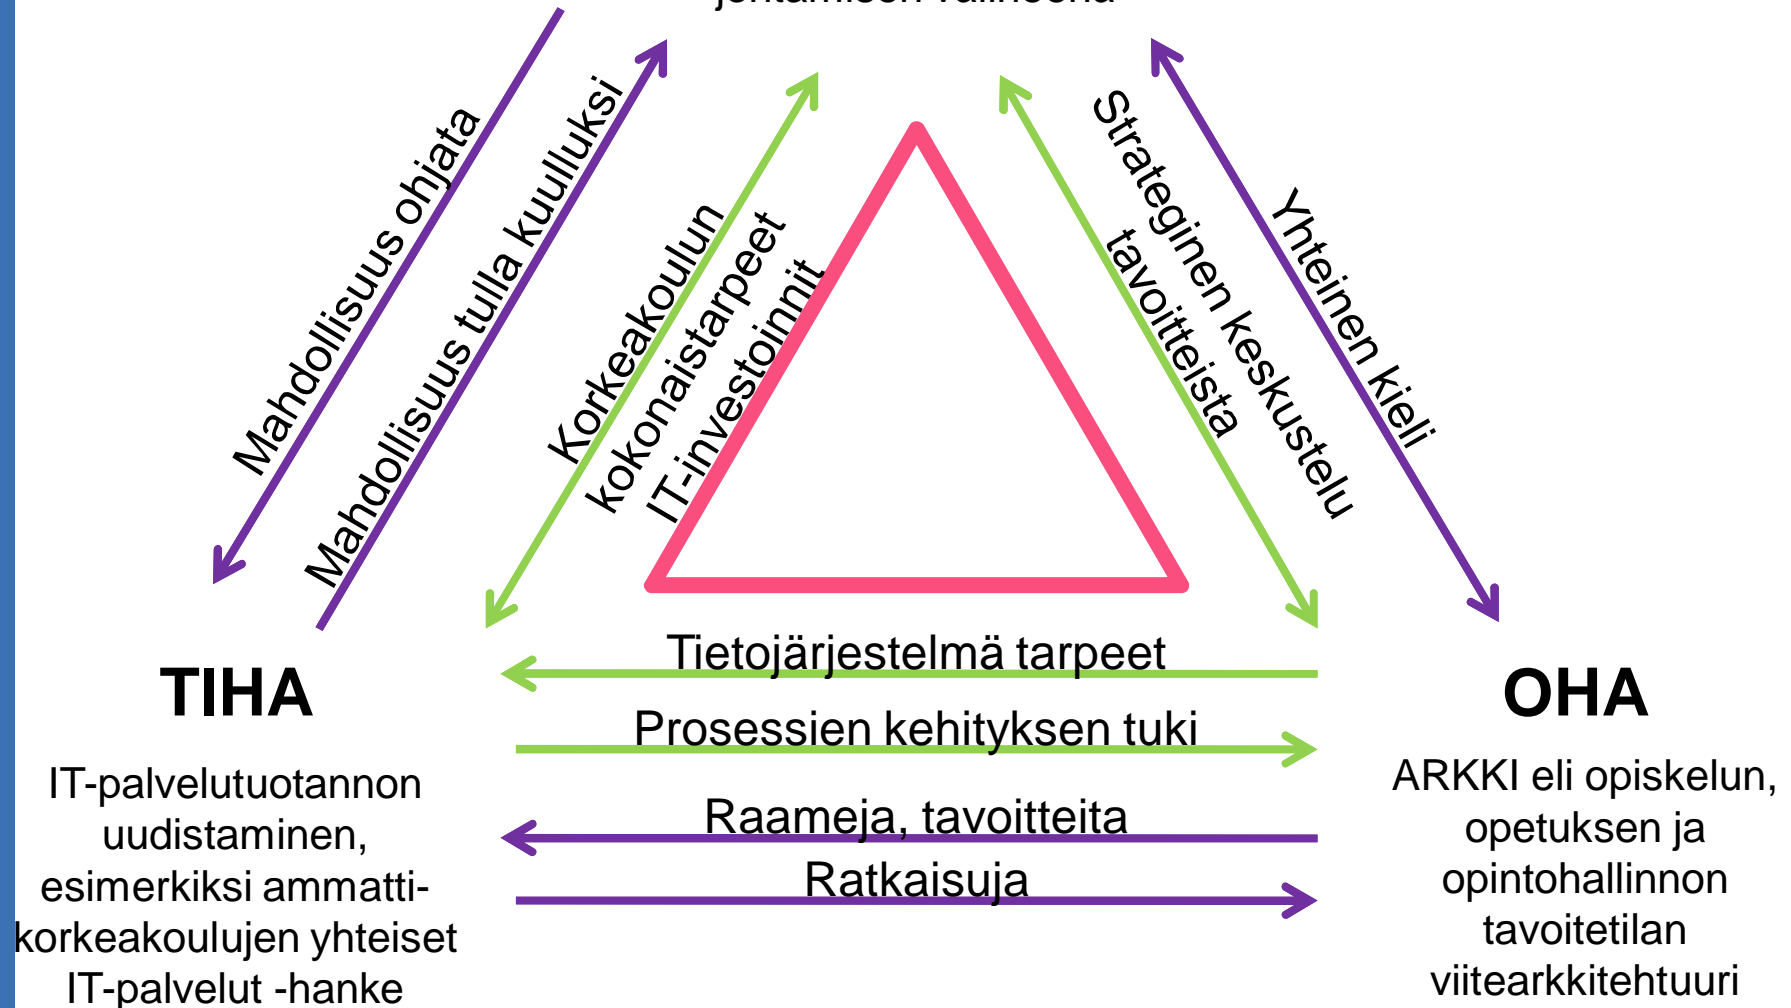 johtamisen välineenä
Mahdollisuus ohjata
Mahdollisuus tulla kuulluksi
Korkeakoulun
kokonaistarpeet
IT-investoinnit
Strateginen keskustelu
tavoitteista
Yhteinen kieli
Tietojärjestelmä tarpeet
Prosessien kehityksen tuki
Raameja, tavoitteita
Ratkaisuja
TIHA
IT-palvelutuotannon
uudistaminen,
esimerkiksi ammatti-
korkeakoulujen yhteiset
IT-palvelut -hanke
OHA
ARKKI eli opiskelun,
opetuksen ja
opintohallinnon
tavoitetilan
viitearkkitehtuuri